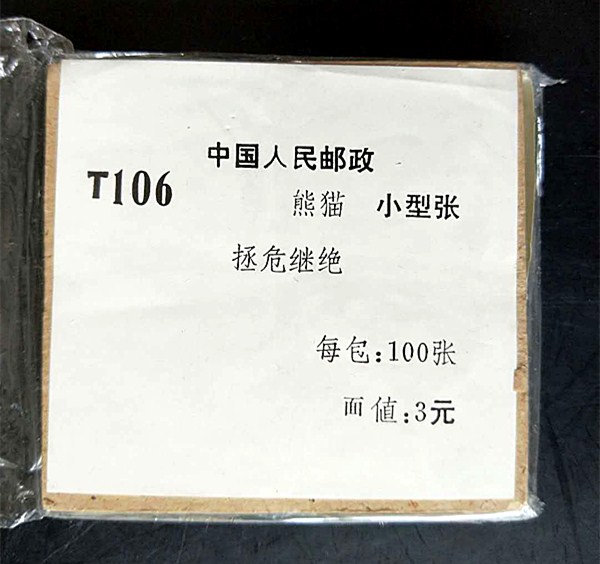 中国人民邮政
T106
熊猫 小型张
拯危继绝
每包:100张
面值:3元